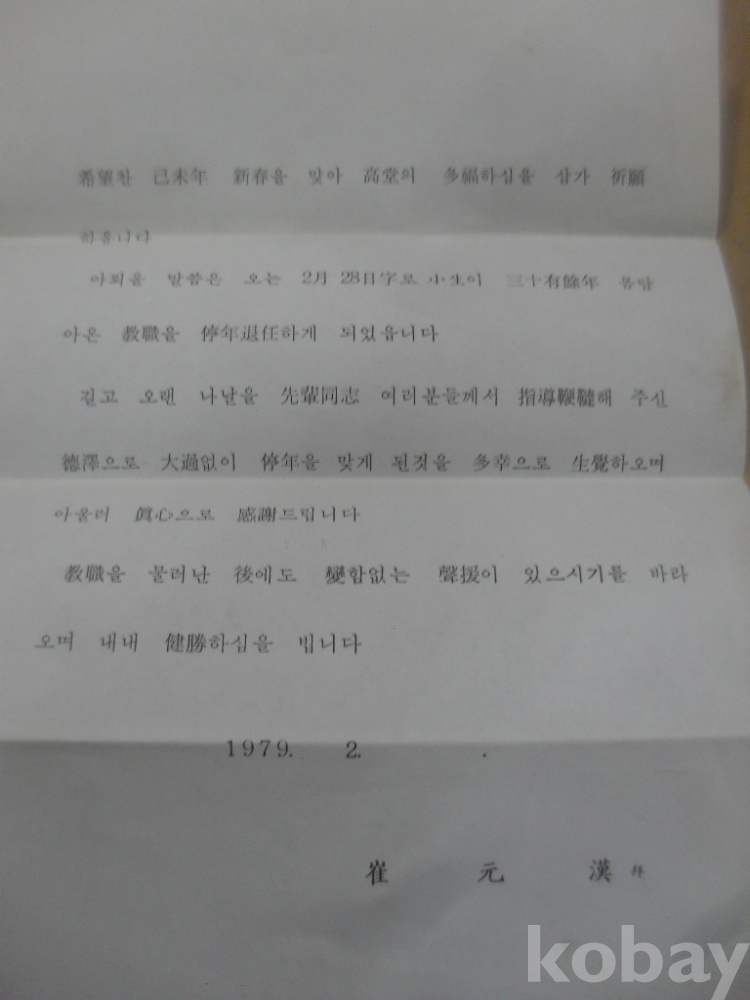 希望찬 己未年 新春을 맞아 高堂의 多福하심을 삼가 祈願
하옵니다
아뢰올 말씀은 오는 2月 28日字로 小生이 三十有餘年 몸담
아온 敎職을 停年退任하게 되었읍니다
길고 오랜 나날을 先輩同志 여러분들께서 指導鞭韃해 주신
德澤으로 大過없이 停年을 맞게 된것을 多幸으로 生覺하오며
아울러 眞心으로 感謝드립니다
敎職을 물러난 後에도 變함없는 聲援이 있으시기를 바라
오며 내내 健勝하심을 빕니다
1979. 2. .
崔 元 漢 拜
kobay